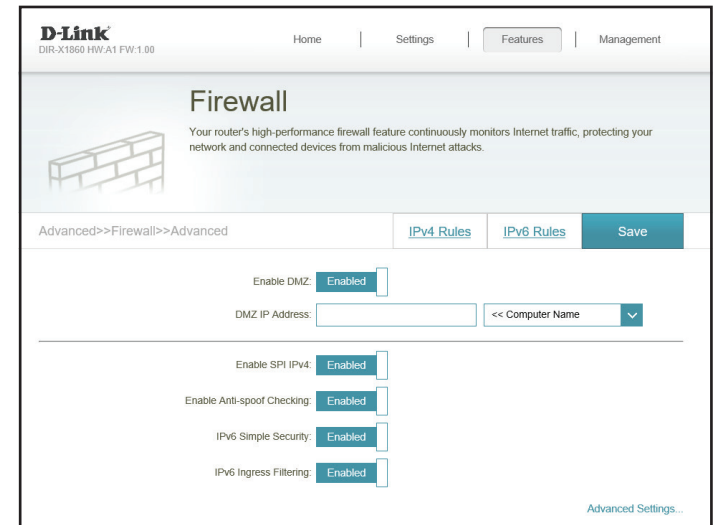 D-Link
DIR-X1860 HW:A1 FW:1.00
Home | Settings | Features | Management
Firewall
Your router's high-performance firewall feature continuously monitors Internet traffic, protecting your
network and connected devices from malicious Internet attacks.
Advanced>>Firewall>>Advanced IPv4 Rules IPv6 Rules Save
Enable DMZ: Enabled
DMZ IP Address: << Computer Name
Enable SPI IPv4: Enabled
Enable Anti-spoof Checking: Enabled
IPv6 Simple Security: Enabled
IPv6 Ingress Filtering: Enabled
Advanced Settings...